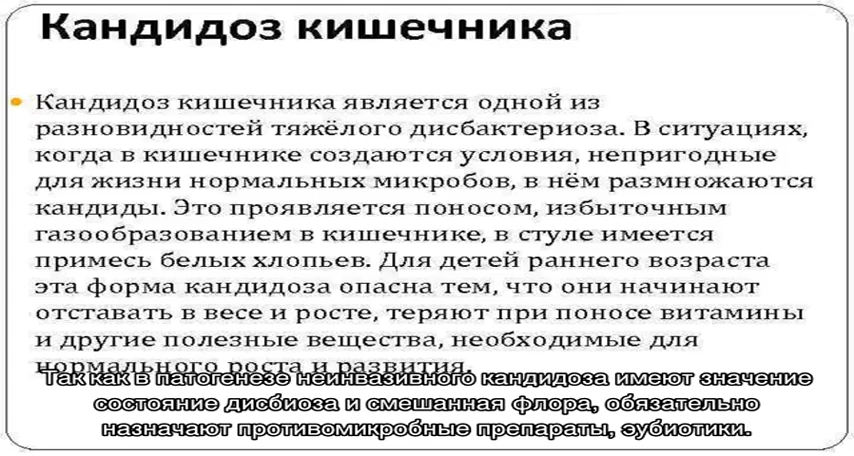 Кандидоз кишечника
• Кандидоз кишечника является одной из
разновидностей тяжёлого дисбактериоза. В ситуациях,
когда в кишечнике создаются условия, непригодные
для жизни нормальных микробов, в нём размножаются
кандиды. Это проявляется поносом, избыточным
газообразованием в кишечнике, в стуле имеется
примесь белых хлопьев. Для детей раннего возраста
эта форма кандидоза опасна тем, что они начинают
отставать в весе и росте, теряют при поносе витамины
и другие полезные вещества, необходимые для
нормального роста и развития.
Так как в патогенезе неинвазивного кандидоза имеют значение
состояние дисбиоза и смешанная флора, обязательно
назначают противомикробные препараты, эубиотики.